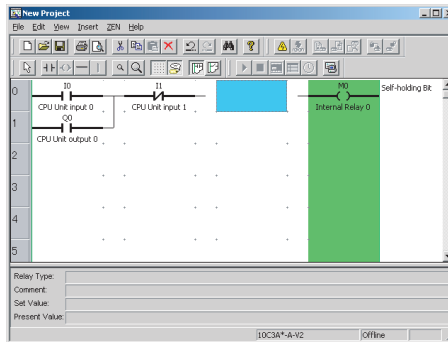 New Project
File Edit View Insert ZEN Help
0 I0 I1 M0 Self-holding Bit
CPU Unit input 0 CPU Unit input 1 Internal Relay 0
1 Q0
CPU Unit output 0
2
3
4
5
Relay Type:
Comment:
Set Value:
Present Value:
10C3A*-A-V2 Offline